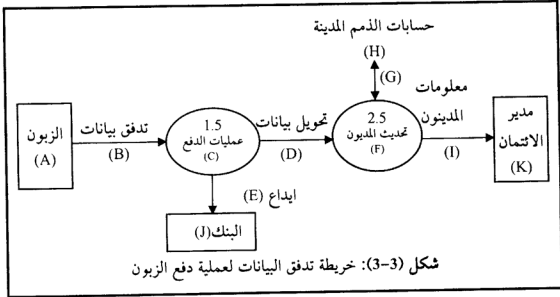 حسابات الذمم المدينة
(H)
(G)
معلومات
المدينون
(I)
الزبون
(A)
تدفق بيانات
(B)
1.5
عمليات الدفع
(C)
تحويل بيانات
(D)
2.5
تحديث المديون
(F)
مدير
الائتمان
(K)
ايداع (E)
البنك(J)
شكل (3-3): خريطة تدفق البيانات لعملية دفع الزبون